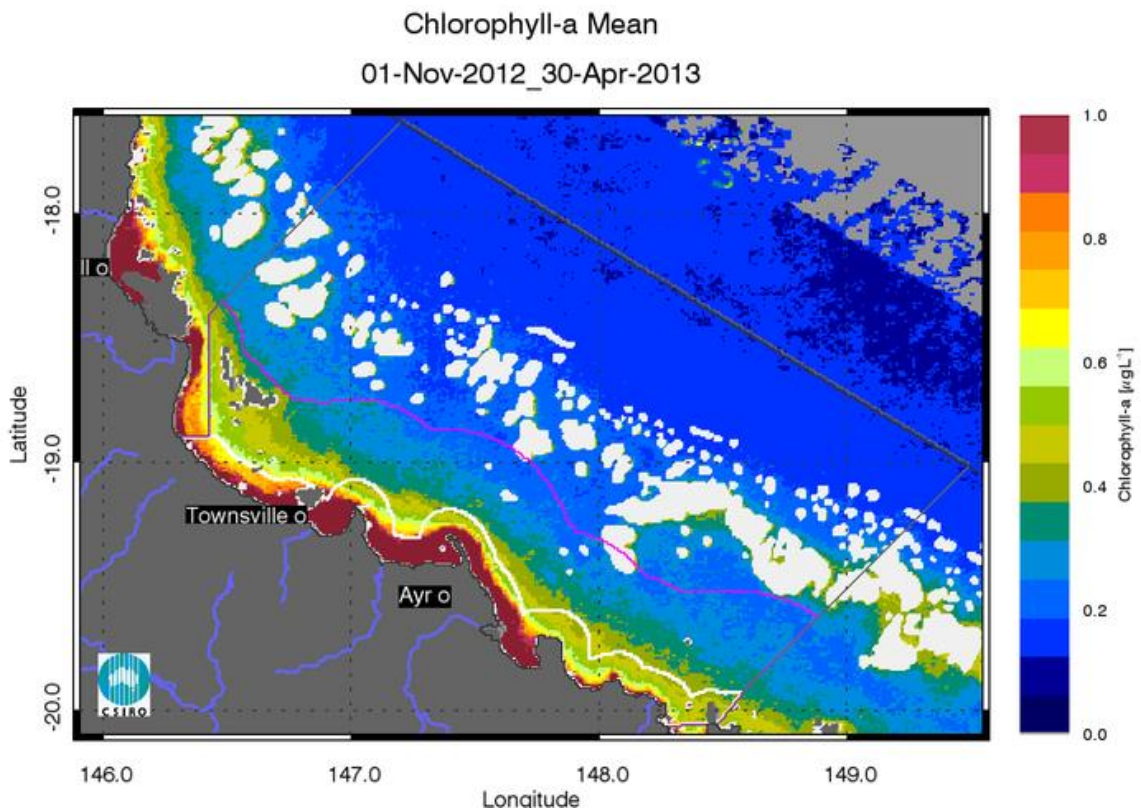 Chlorophyll-a Mean
01-Nov-2012_30-Apr-2013
-18.0
-19.0
-20.0
Latitude
ll o
Townsville o
Ayr o
CSIRO
146.0 147.0 148.0 149.0
Longitude
1.0
0.8
0.6
0.4
0.2
0.0
Chlorophyll-a [µgL⁻¹]